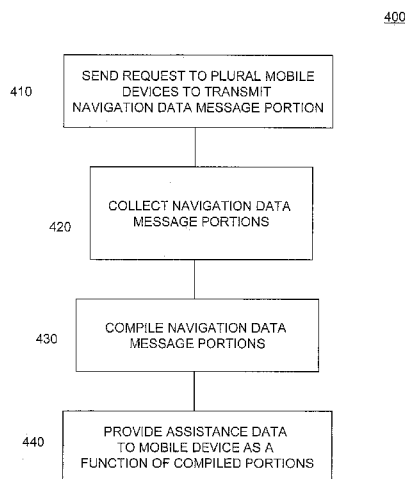 400
410
SEND REQUEST TO PLURAL MOBILE
DEVICES TO TRANSMIT
NAVIGATION DATA MESSAGE PORTION
420
COLLECT NAVIGATION DATA
MESSAGE PORTIONS
430
COMPILE NAVIGATION DATA
MESSAGE PORTIONS
440
PROVIDE ASSISTANCE DATA
TO MOBILE DEVICE AS A
FUNCTION OF COMPILED PORTIONS